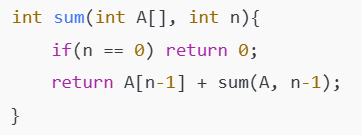 int sum(int A[], int n){
    if(n == 0) return 0;
    return A[n-1] + sum(A, n-1);
}